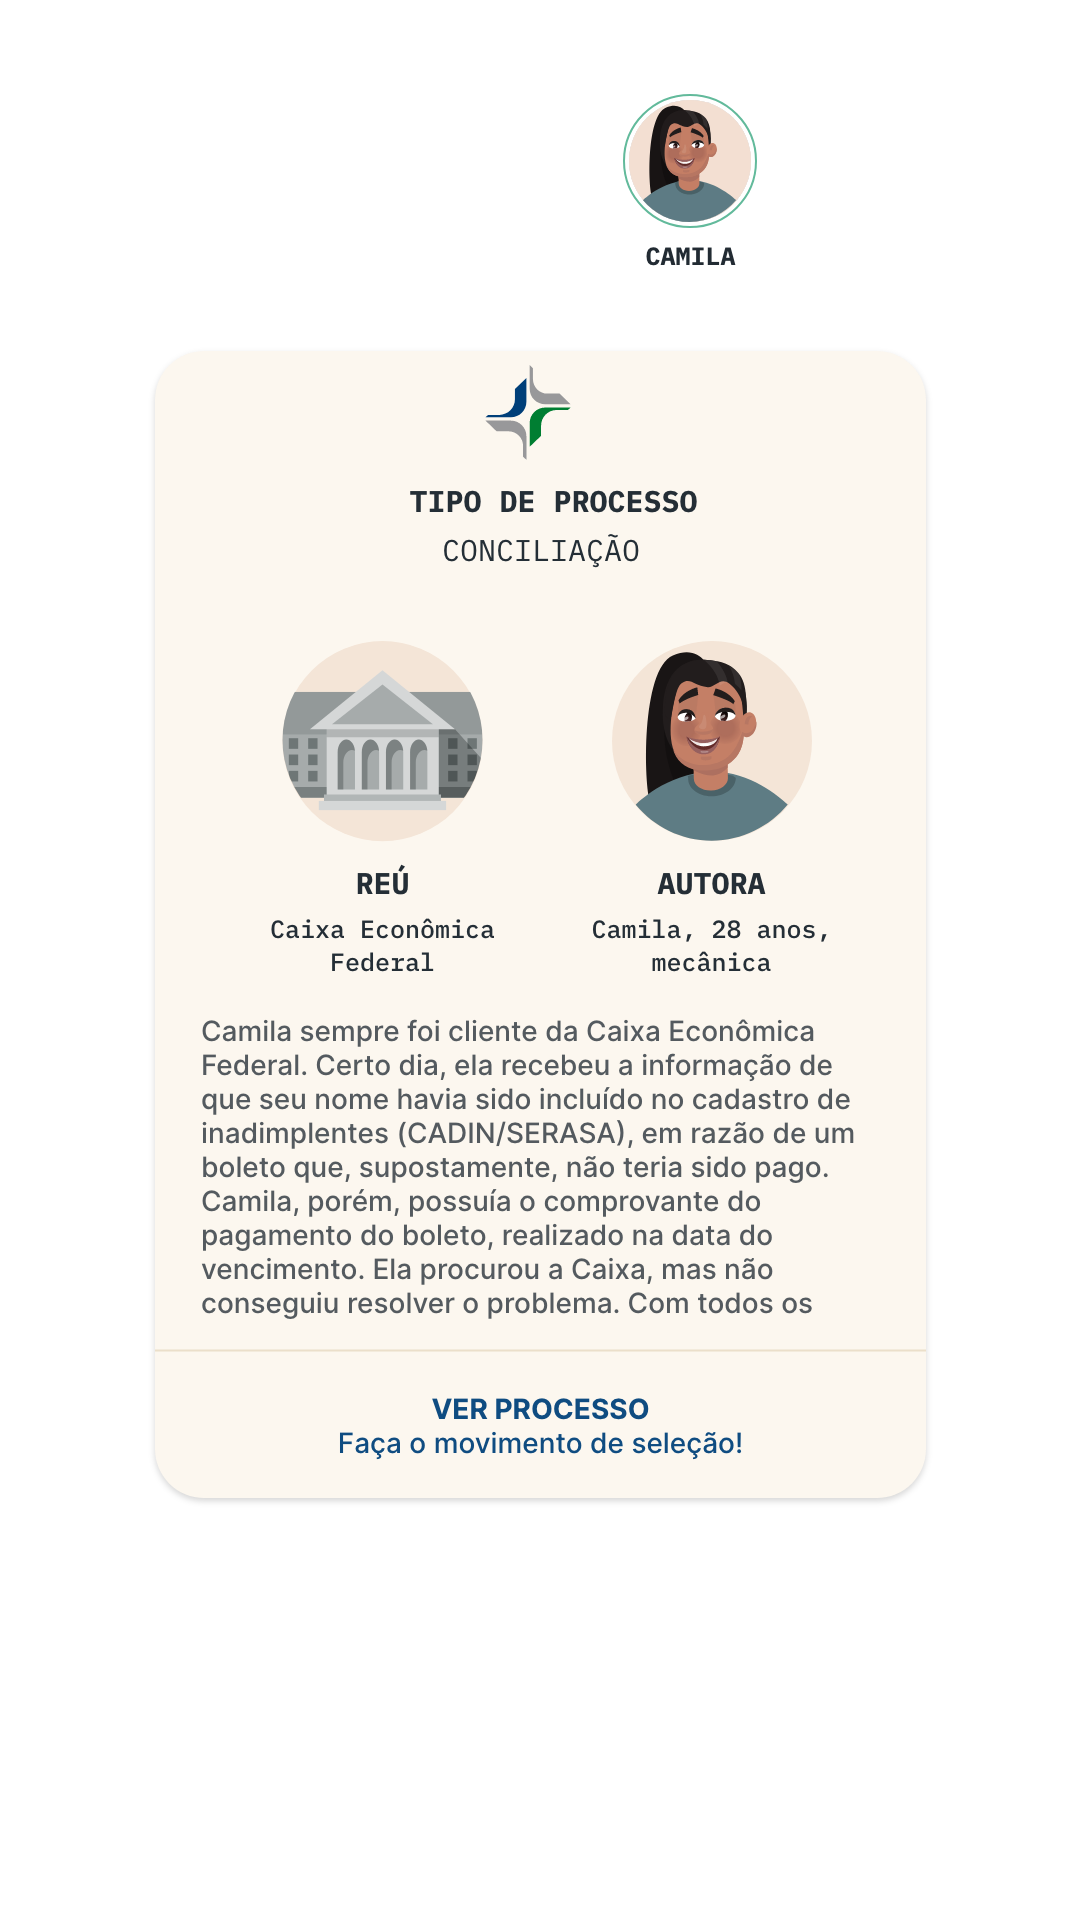 CAMILA
TIPO DE PROCESSO
CONCILIAÇÃO
REÚ
Caixa Econômica
Federal
AUTORA
Camila, 28 anos,
mecânica
Camila sempre foi cliente da Caixa Econômica
Federal. Certo dia, ela recebeu a informação de
que seu nome havia sido incluído no cadastro de
inadimplentes (CADIN/SERASA), em razão de um
boleto que, supostamente, não teria sido pago.
Camila, porém, possuía o comprovante do
pagamento do boleto, realizado na data do
vencimento. Ela procurou a Caixa, mas não
conseguiu resolver o problema. Com todos os
VER PROCESSO
Faça o movimento de seleção!